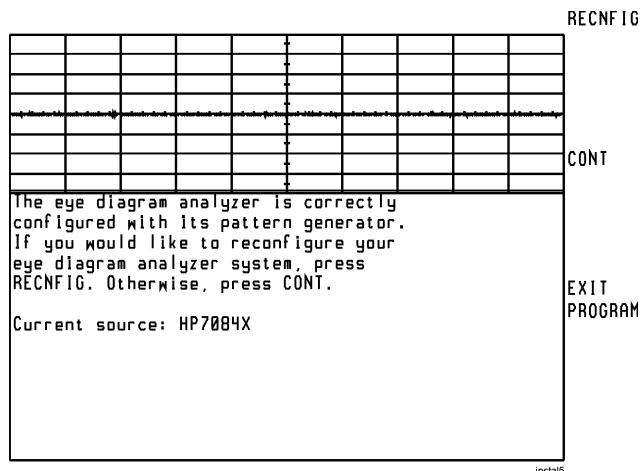 RECNFIG
CONT
The eye diagram analyzer is correctly
configured with its pattern generator.
If you would like to reconfigure your
eye diagram analyzer system, press
RECNFIG. Otherwise, press CONT.
EXIT
PROGRAM
Current source: HP7084X
instal5